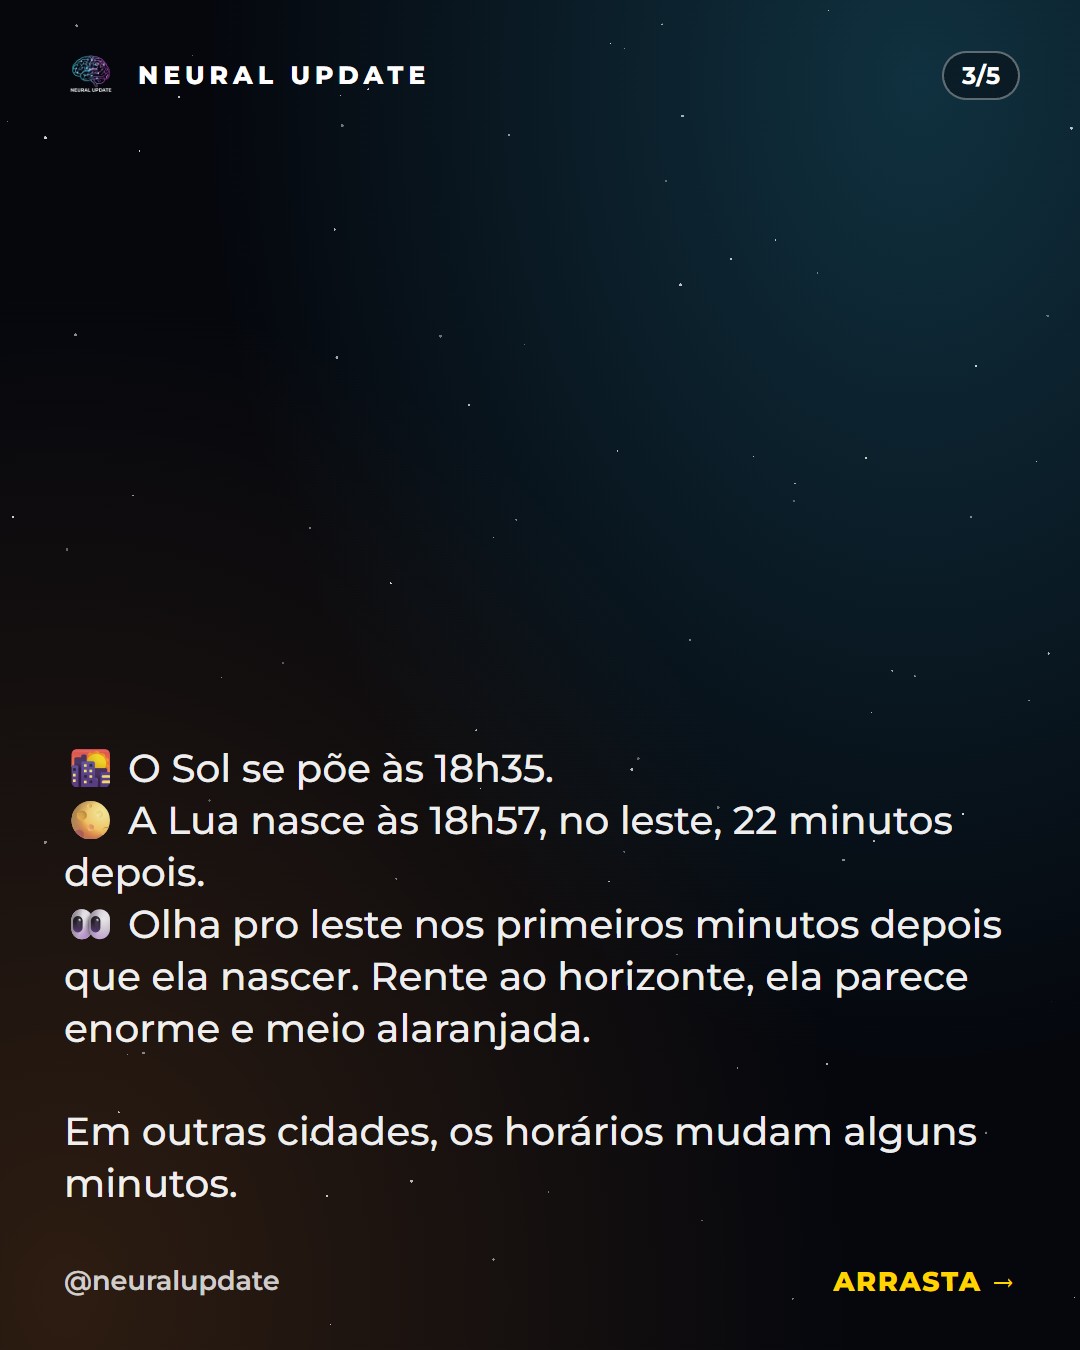 NEURAL UPDATE
NEURAL UPDATE
3/5
🌇 O Sol se põe às 18h35.
🌕 A Lua nasce às 18h57, no leste, 22 minutos
depois.
👀 Olha pro leste nos primeiros minutos depois
que ela nascer. Rente ao horizonte, ela parece
enorme e meio alaranjada.
Em outras cidades, os horários mudam alguns
minutos.
@neuralupdate
ARRASTA →